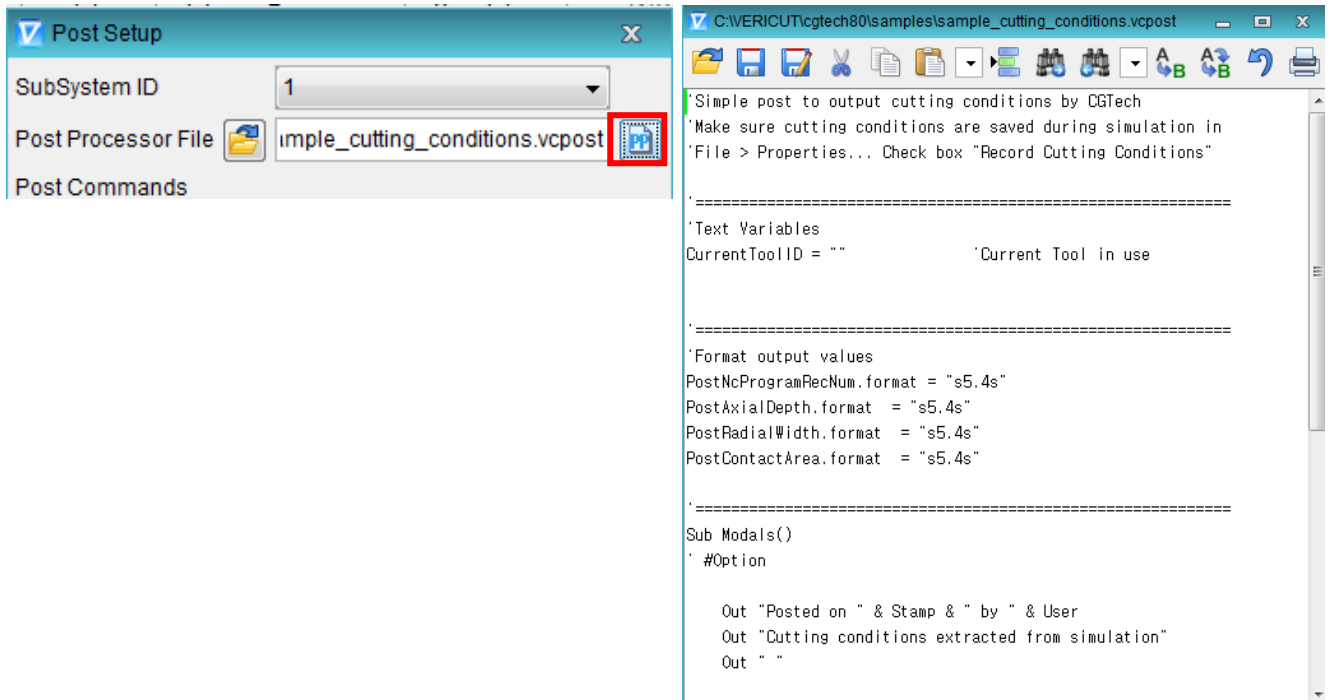 Post Setup
SubSystem ID
1
Post Processor File
mple_cutting_conditions.vcpost
PP
Post Commands
C:\VERICUT\cgtech80\samples\sample_cutting_conditions.vcpost
A B
A B
'Simple post to output cutting conditions by CGTech
'Make sure cutting conditions are saved during simulation in
'File > Properties... Check box "Record Cutting Conditions"
'============================================================
'Text Variables
CurrentToolID = "" 'Current Tool in use
'============================================================
'Format output values
PostNcProgramRecNum.format = "s5.4s"
PostAxialDepth.format = "s5.4s"
PostRadialWidth.format = "s5.4s"
PostContactArea.format = "s5.4s"
'============================================================
Sub Modals()
' #Option
Out "Posted on " & Stamp & " by " & User
Out "Cutting conditions extracted from simulation"
Out " "